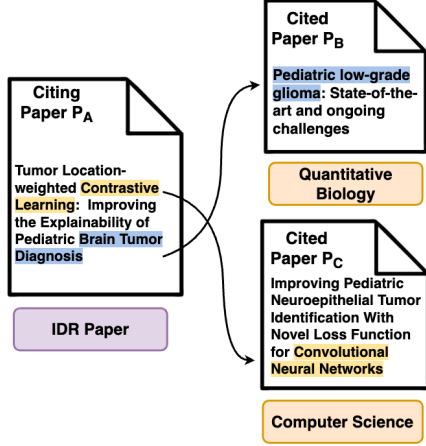 Citing
Paper PA
Tumor Location-
weighted Contrastive
Learning: Improving
the Explainability of
Pediatric Brain Tumor
Diagnosis
IDR Paper
Cited
Paper PB
Pediatric low-grade
glioma: State-of-the-
art and ongoing
challenges
Quantitative
Biology
Cited
Paper PC
Improving Pediatric
Neuroepithelial Tumor
Identification With
Novel Loss Function
for Convolutional
Neural Networks
Computer Science